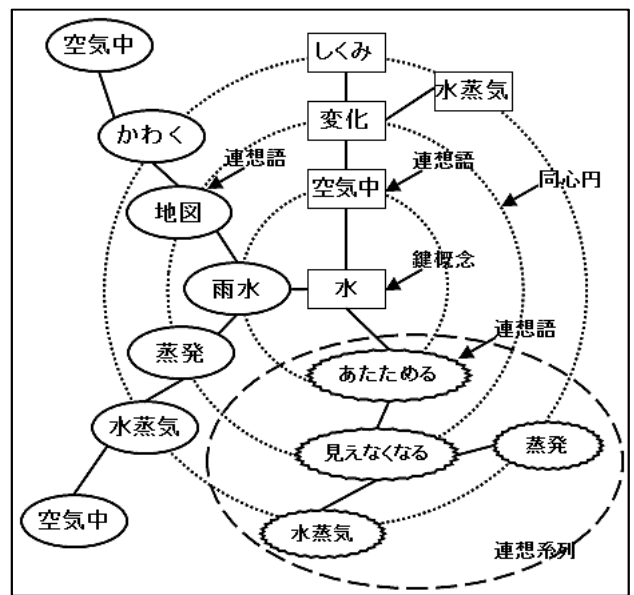 空気中
しくみ
水蒸気
かわく
変化
連想語
連想語
空気中
同心円
地図
鍵概念
雨水
水
連想語
蒸発
あたためる
水蒸気
見えなくなる
蒸発
空気中
水蒸気
連想系列